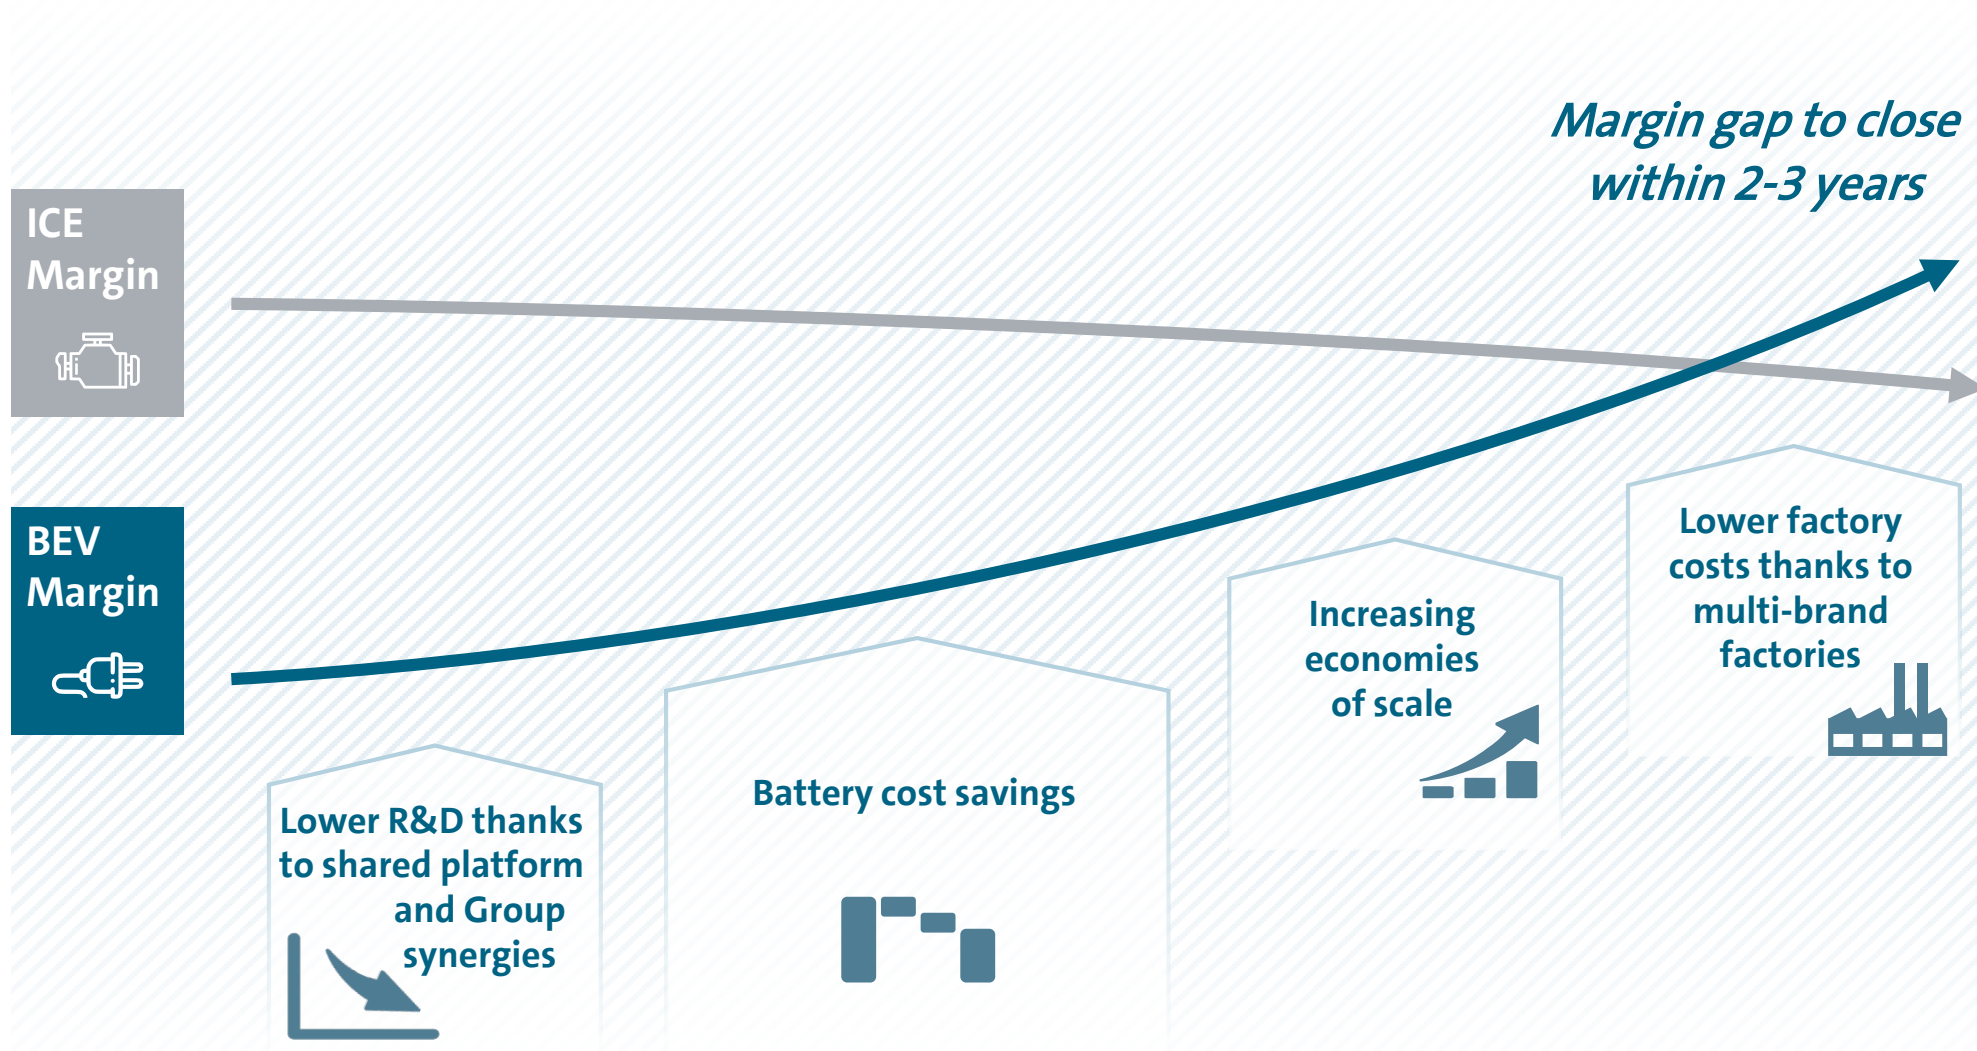 Margin gap to close
within 2-3 years
ICE
Margin
BEV
Margin
Lower R&D thanks
to shared platform
and Group
synergies
Battery cost savings
Increasing
economies
of scale
Lower factory
costs thanks to
multi-brand
factories